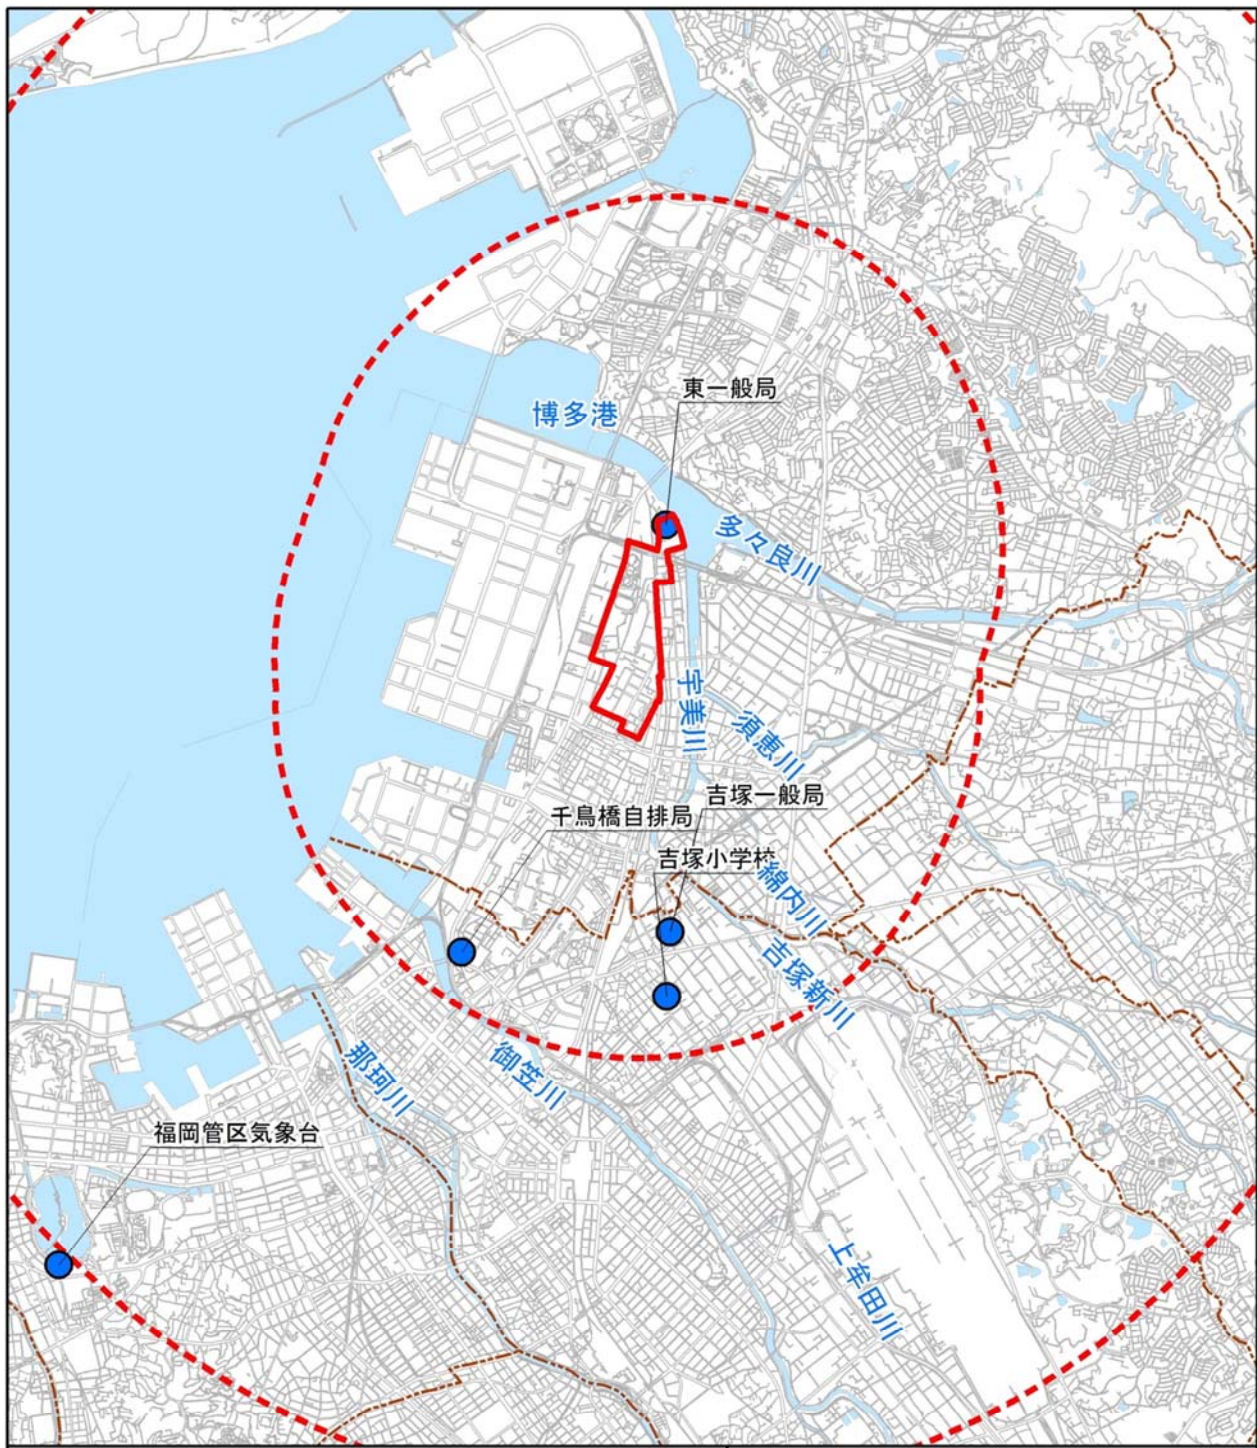 東一般局
博多港
多々良川
宇美川
須恵川
吉塚一般局
千鳥橋自排局
吉塚小学校
綿内川
吉塚新川
御笠川
那珂川
福岡管区気象台
上牟田川